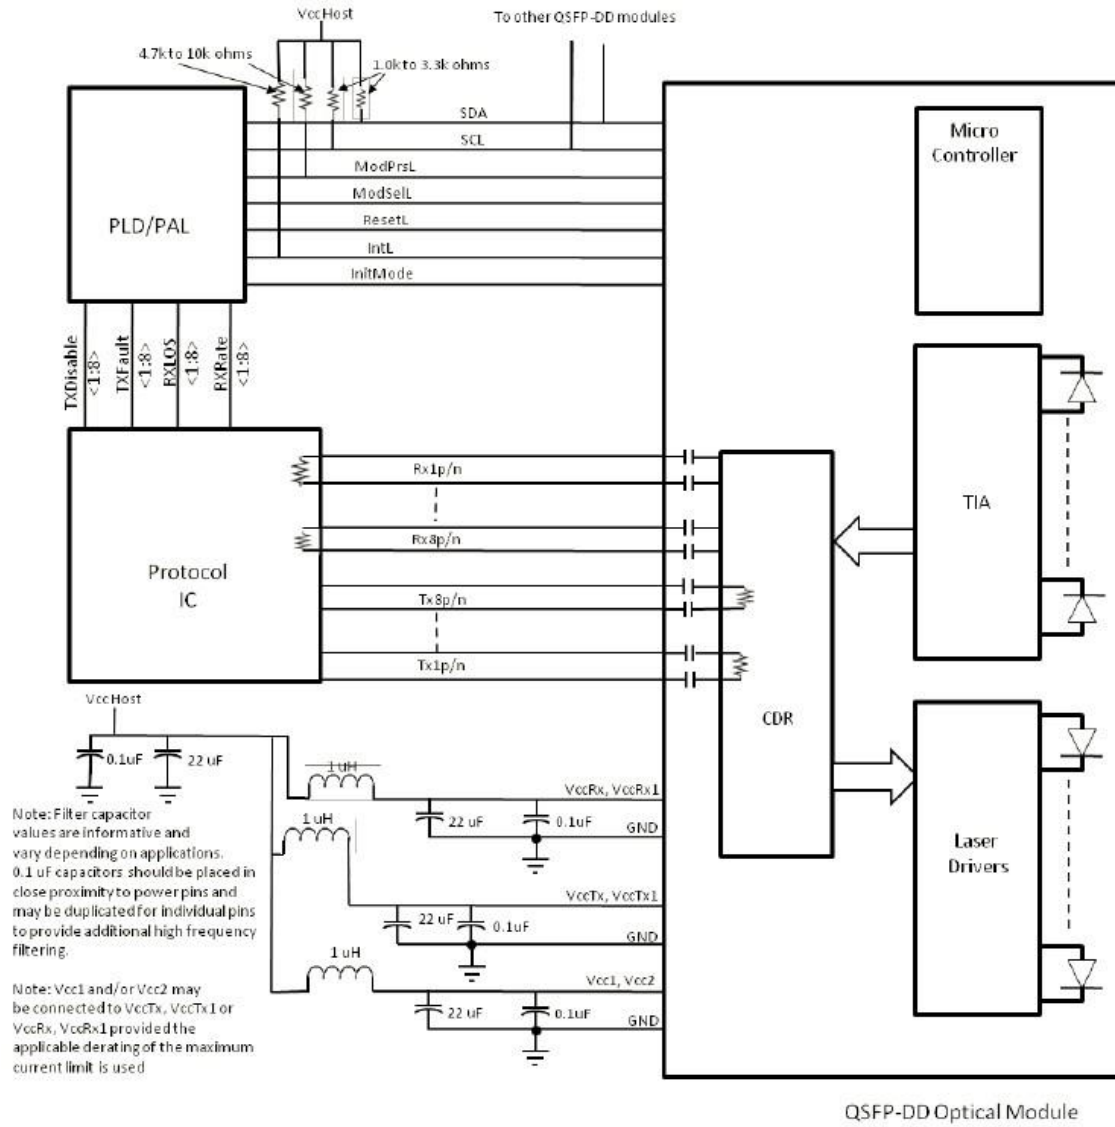 VccHost
To other QSFP-DD modules
4.7k to 10k ohms
1.0k to 3.3k ohms
SDA
SCL
ModPrsL
ModSelL
ResetL
IntL
InitMode
PLD/PAL
Micro
Controller
TXDisable
<1:8>
TXFault
<1:8>
RXLOS
<1:8>
RXRate
<1:8>
Rx1p/n
Rx8p/n
Tx8p/n
Tx1p/n
Protocol
IC
TIA
CDR
Laser
Drivers
VccHost
0.1uF
22 uF
1 uH
VccRx, VccRx1
22 uF
0.1uF
GND
1 uH
VccTx, VccTx1
22 uF
0.1uF
GND
1 uH
Vcc1, Vcc2
22 uF
0.1uF
GND
Note: Filter capacitor
values are informative and
vary depending on applications.
0.1 uF capacitors should be placed in
close proximity to power pins and
may be duplicated for individual pins
to provide additional high frequency
filtering.
Note: Vcc1 and/or Vcc2 may
be connected to VccTx, VccTx1 or
VccRx, VccRx1 provided the
applicable derating of the maximum
current limit is used
QSFP-DD Optical Module